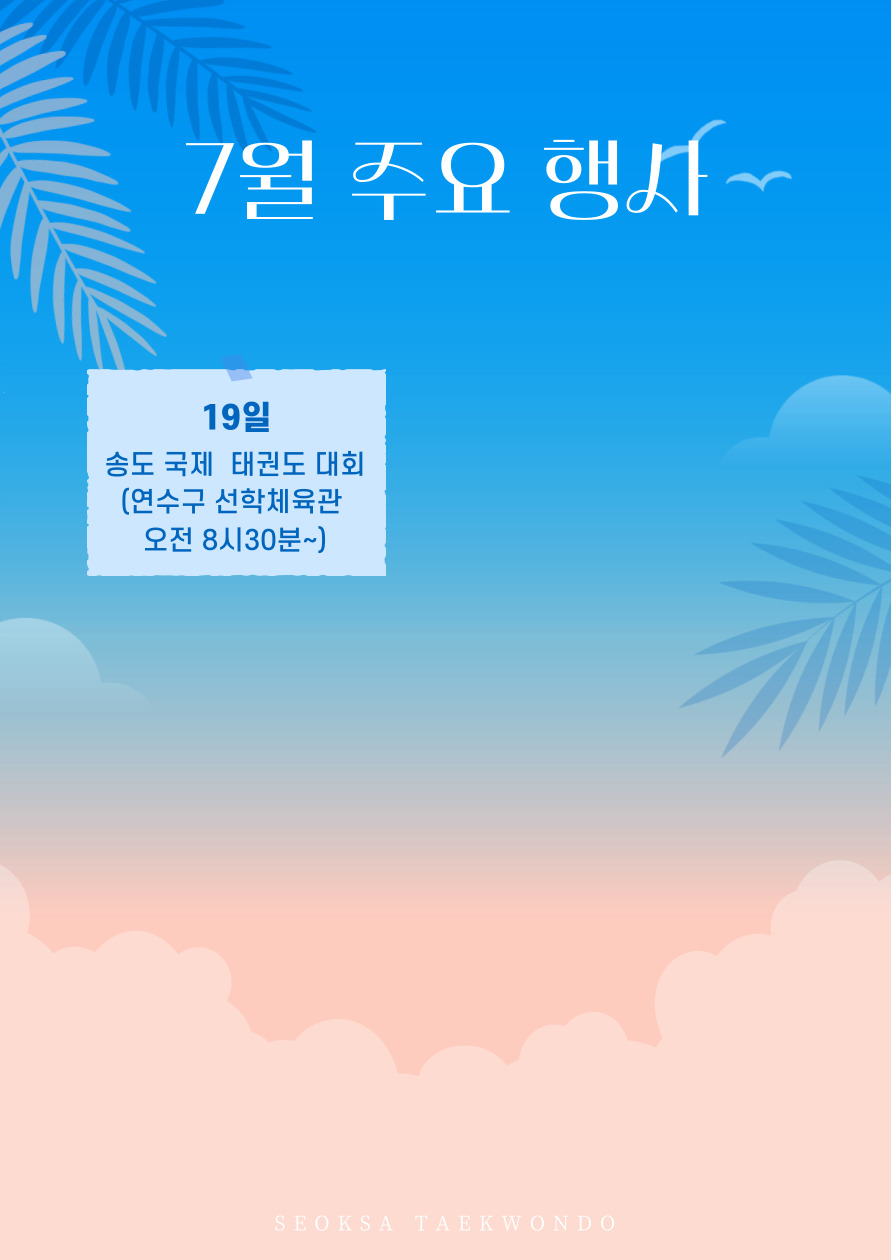 7월 주요 행사
19일
송도 국제 태권도 대회
(연수구 선학체육관
오전 8시30분~)
SEOKSA TAEKWONDO